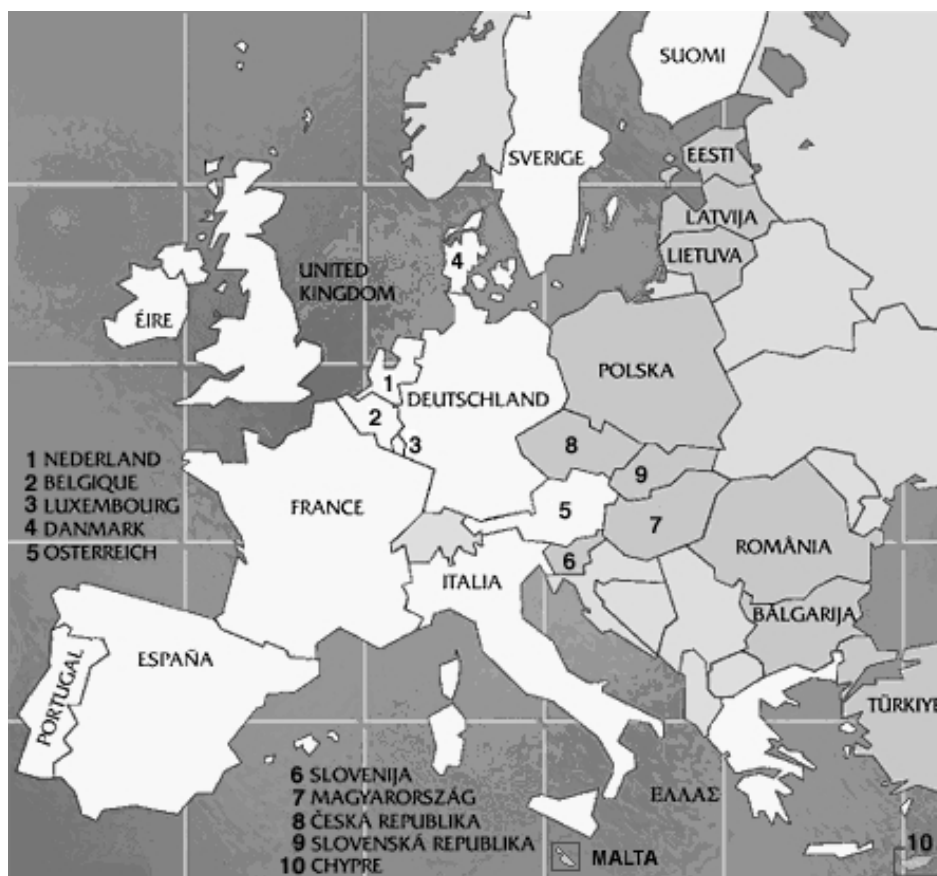 SUOMI
SVERIGE
EESTI
LATVIJA
LIETUVA
4
UNITED
KINGDOM
ÉIRE
POLSKA
1
DEUTSCHLAND
2
3
8
9
1 NEDERLAND
2 BELGIQUE
3 LUXEMBOURG
4 DANMARK
5 OSTERREICH
FRANCE
5
7
6
ROMÂNIA
ITALIA
BÂLGARIJA
ESPAÑA
PORTUGAL
TÜRKIYE
6 SLOVENIJA
7 MAGYARORSZÁG
8 ČESKÁ REPUBLIKA
9 SLOVENSKÁ REPUBLIKA
10 CHYPRE
ΕΛΛΑΣ
MALTA
10